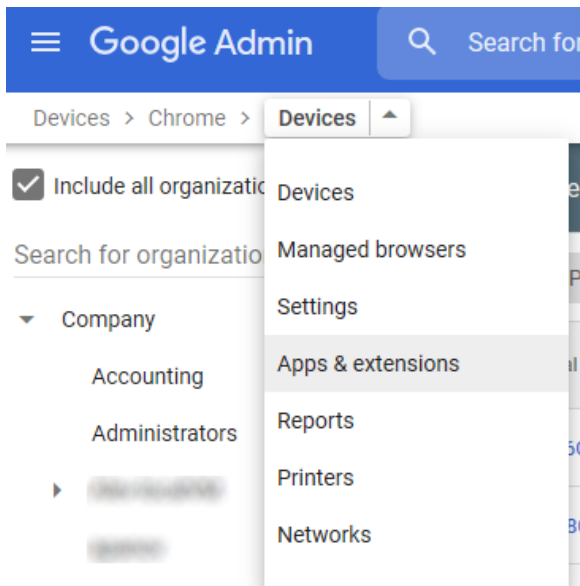 Google Admin
Search for
Devices > Chrome > Devices
Include all organizatio
Search for organizatio
Company
Accounting
Administrators
Devices
Managed browsers
Settings
Apps & extensions
Reports
Printers
Networks